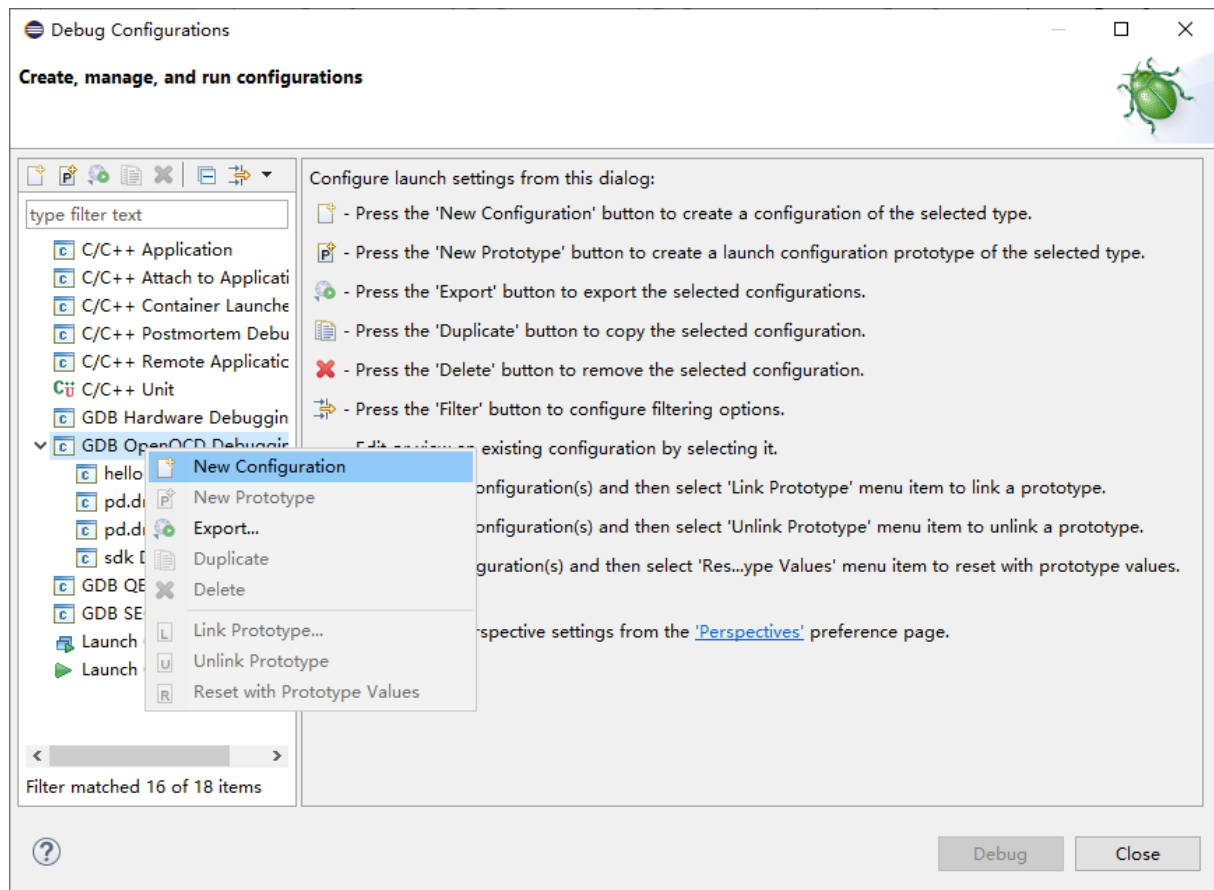 Debug Configurations
Create, manage, and run configurations
type filter text
C/C++ Application
C/C++ Attach to Applicati
C/C++ Container Launche
C/C++ Postmortem Debu
C/C++ Remote Applicatic
C/C++ Unit
GDB Hardware Debuggin
GDB OpenOCD Debuggin
hello
pd.d
pd.d
sdk D
GDB QE
GDB SE
Launch
Launch
Filter matched 16 of 18 items
New Configuration
New Prototype
Export...
Duplicate
Delete
Link Prototype...
Unlink Prototype
Reset with Prototype Values
Configure launch settings from this dialog:
- Press the 'New Configuration' button to create a configuration of the selected type.
- Press the 'New Prototype' button to create a launch configuration prototype of the selected type.
- Press the 'Export' button to export the selected configurations.
- Press the 'Duplicate' button to copy the selected configuration.
- Press the 'Delete' button to remove the selected configuration.
- Press the 'Filter' button to configure filtering options.
existing configuration by selecting it.
onfiguration(s) and then select 'Link Prototype' menu item to link a prototype.
onfiguration(s) and then select 'Unlink Prototype' menu item to unlink a prototype.
guration(s) and then select 'Res...ype Values' menu item to reset with prototype values.
rspective settings from the 'Perspectives' preference page.
Debug
Close